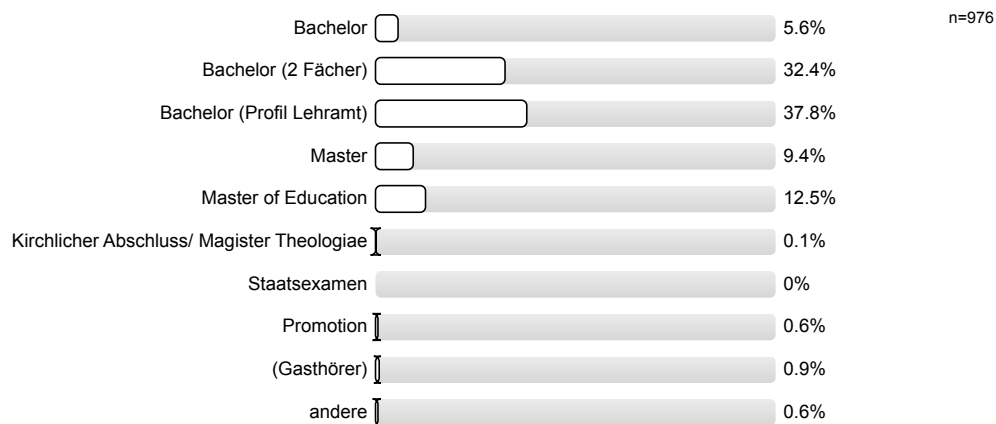 n=976
Bachelor 5.6%
Bachelor (2 Fächer) 32.4%
Bachelor (Profil Lehramt) 37.8%
Master 9.4%
Master of Education 12.5%
Kirchlicher Abschluss/ Magister Theologiae 0.1%
Staatsexamen 0%
Promotion 0.6%
(Gasthörer) 0.9%
andere 0.6%